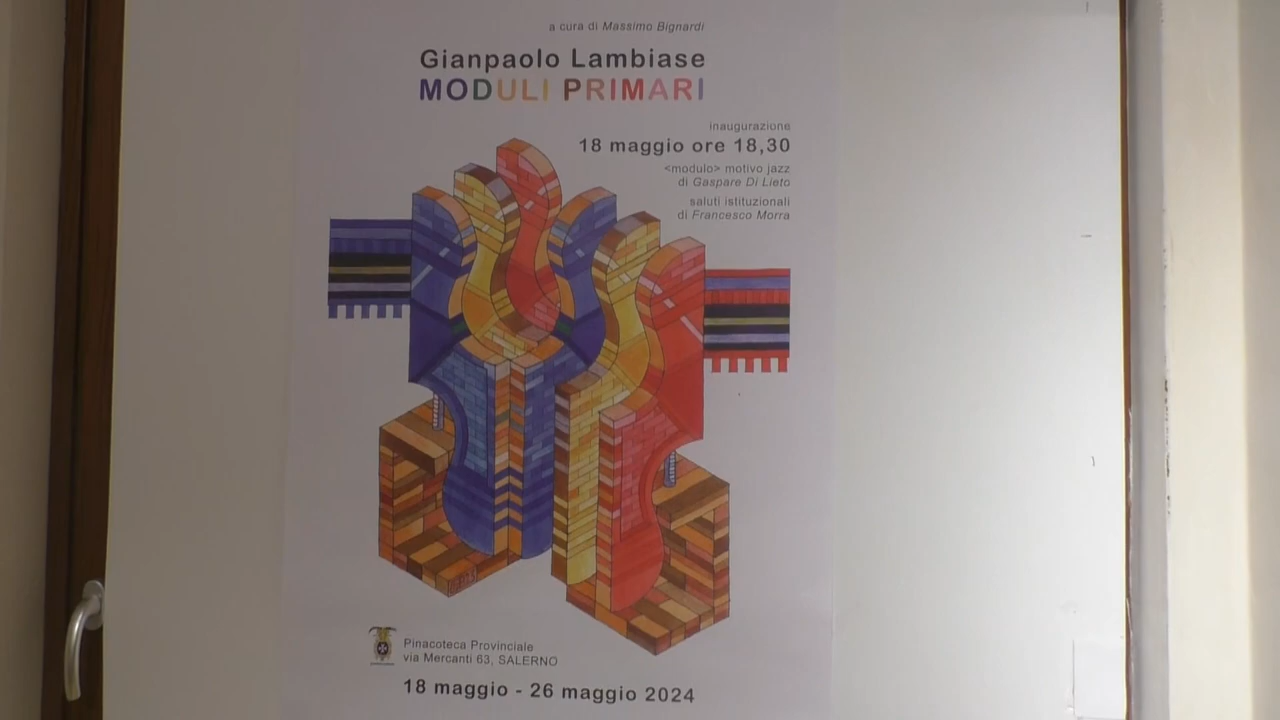 a cura di Massimo Bignardi
Gianpaolo Lambiase
MODULI PRIMARI
inaugurazione
18 maggio ore 18,30
<modulo> motivo jazz
di Gaspare Di Lieto
saluti istituzionali
di Francesco Morra
Pinacoteca Provinciale
via Mercanti 63, SALERNO
18 maggio - 26 maggio 2024